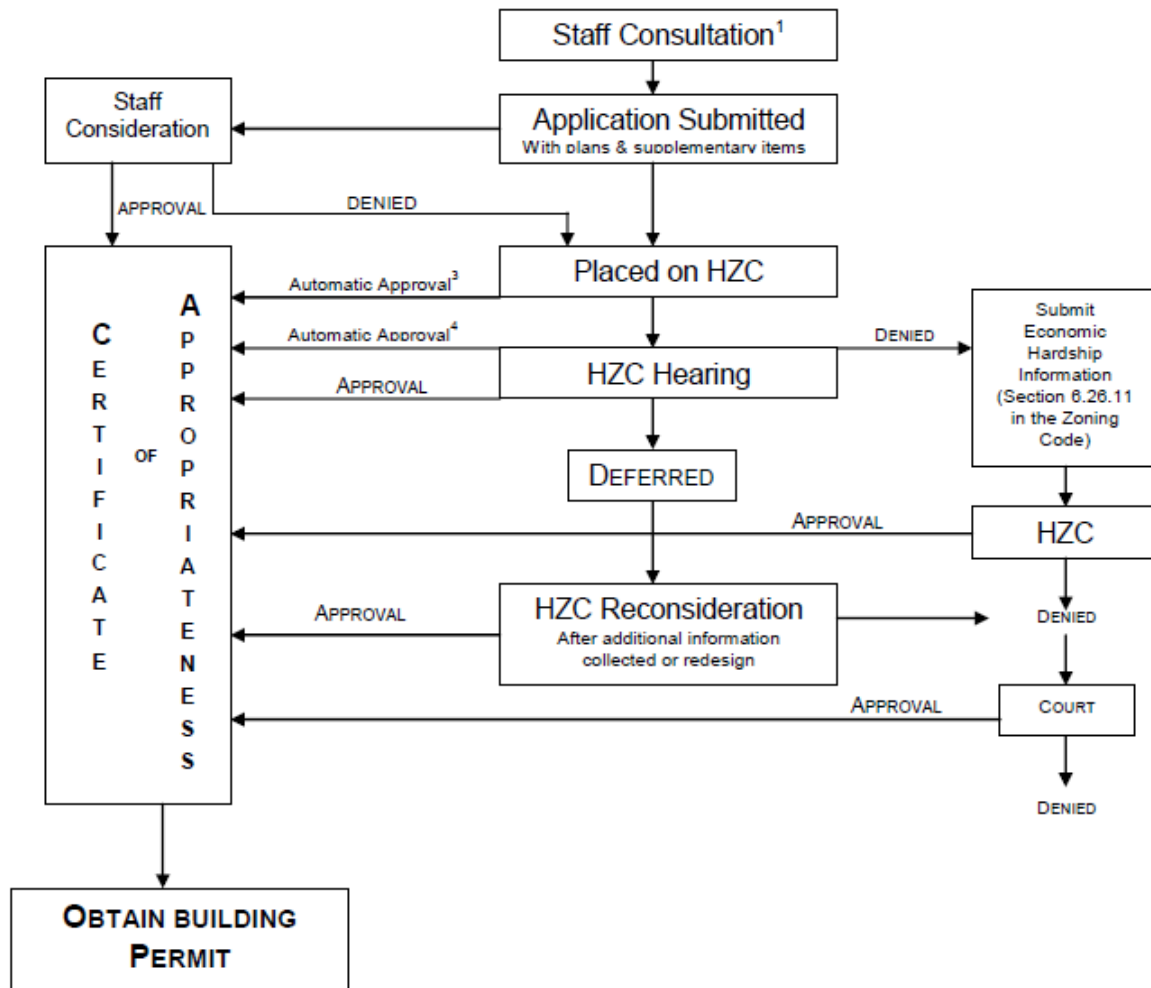 Staff Consultation¹
Staff
Consideration
Application Submitted
With plans & supplementary items
APPROVAL
DENIED
Placed on HZC
Automatic Approval³
Automatic Approval⁴
APPROVAL
HZC Hearing
DENIED
Submit
Economic
Hardship
Information
(Section 6.26.11
in the Zoning
Code)
CERTIFICATE
OF
APPROPRIATENESS
DEFERRED
APPROVAL
HZC
APPROVAL
HZC Reconsideration
After additional information
collected or redesign
DENIED
APPROVAL
COURT
DENIED
OBTAIN BUILDING
PERMIT